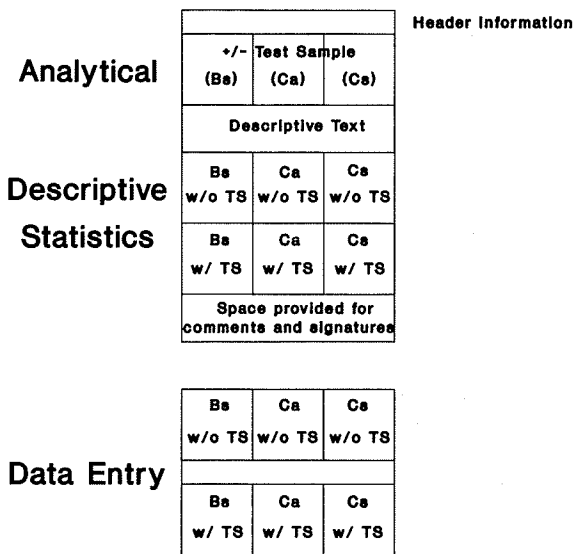 Header Information
+/- Test Sample
Analytical
(Bs) (Ca) (Cs)
Descriptive Text
Bs Ca Cs
Descriptive
w/o TS w/o TS w/o TS
Statistics
Bs Ca Cs
w/ TS w/ TS w/ TS
Space provided for
comments and signatures
Bs Ca Cs
w/o TS w/o TS w/o TS
Data Entry
Bs Ca Cs
w/ TS w/ TS w/ TS